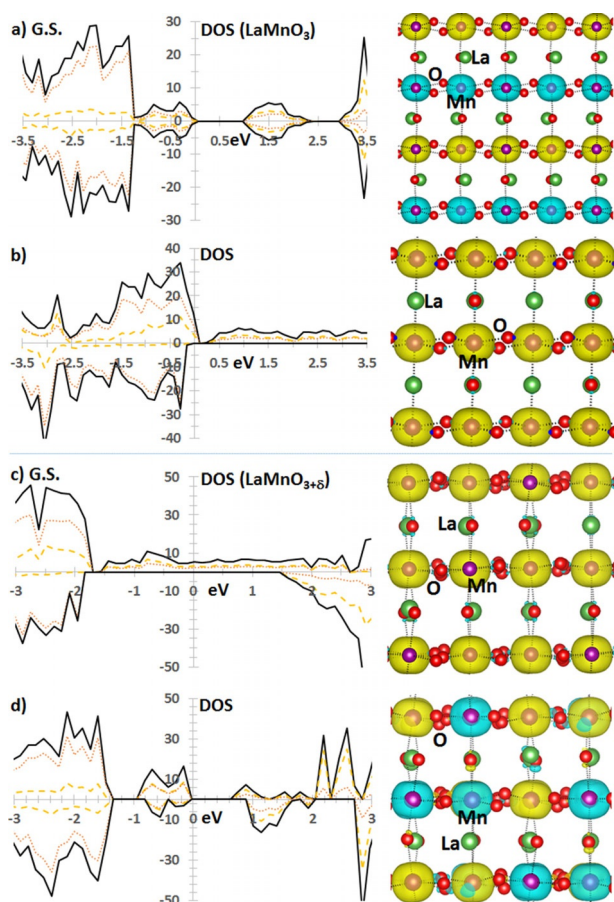 a) G.S.
DOS (LaMnO₃)
30
20
10
0
-3.5 -2.5 -1.5 -0.5 0.5 1.5 2.5 3.5
eV
-10
-20
-30
La
O
Mn
b)
DOS
40
30
20
10
0
-3.5 -2.5 -1.5 -0.5 0.5 1.5 2.5 3.5
eV
-10
-20
-30
-40
La
O
Mn
c) G.S.
DOS (LaMnO₃₊δ)
50
30
10
-3 -2 -1 0 1 2 3
eV
-10
-30
-50
La
O
Mn
d)
DOS
50
30
10
-3 -2 -1 0 1 2 3
eV
-10
-30
-50
O
Mn
La